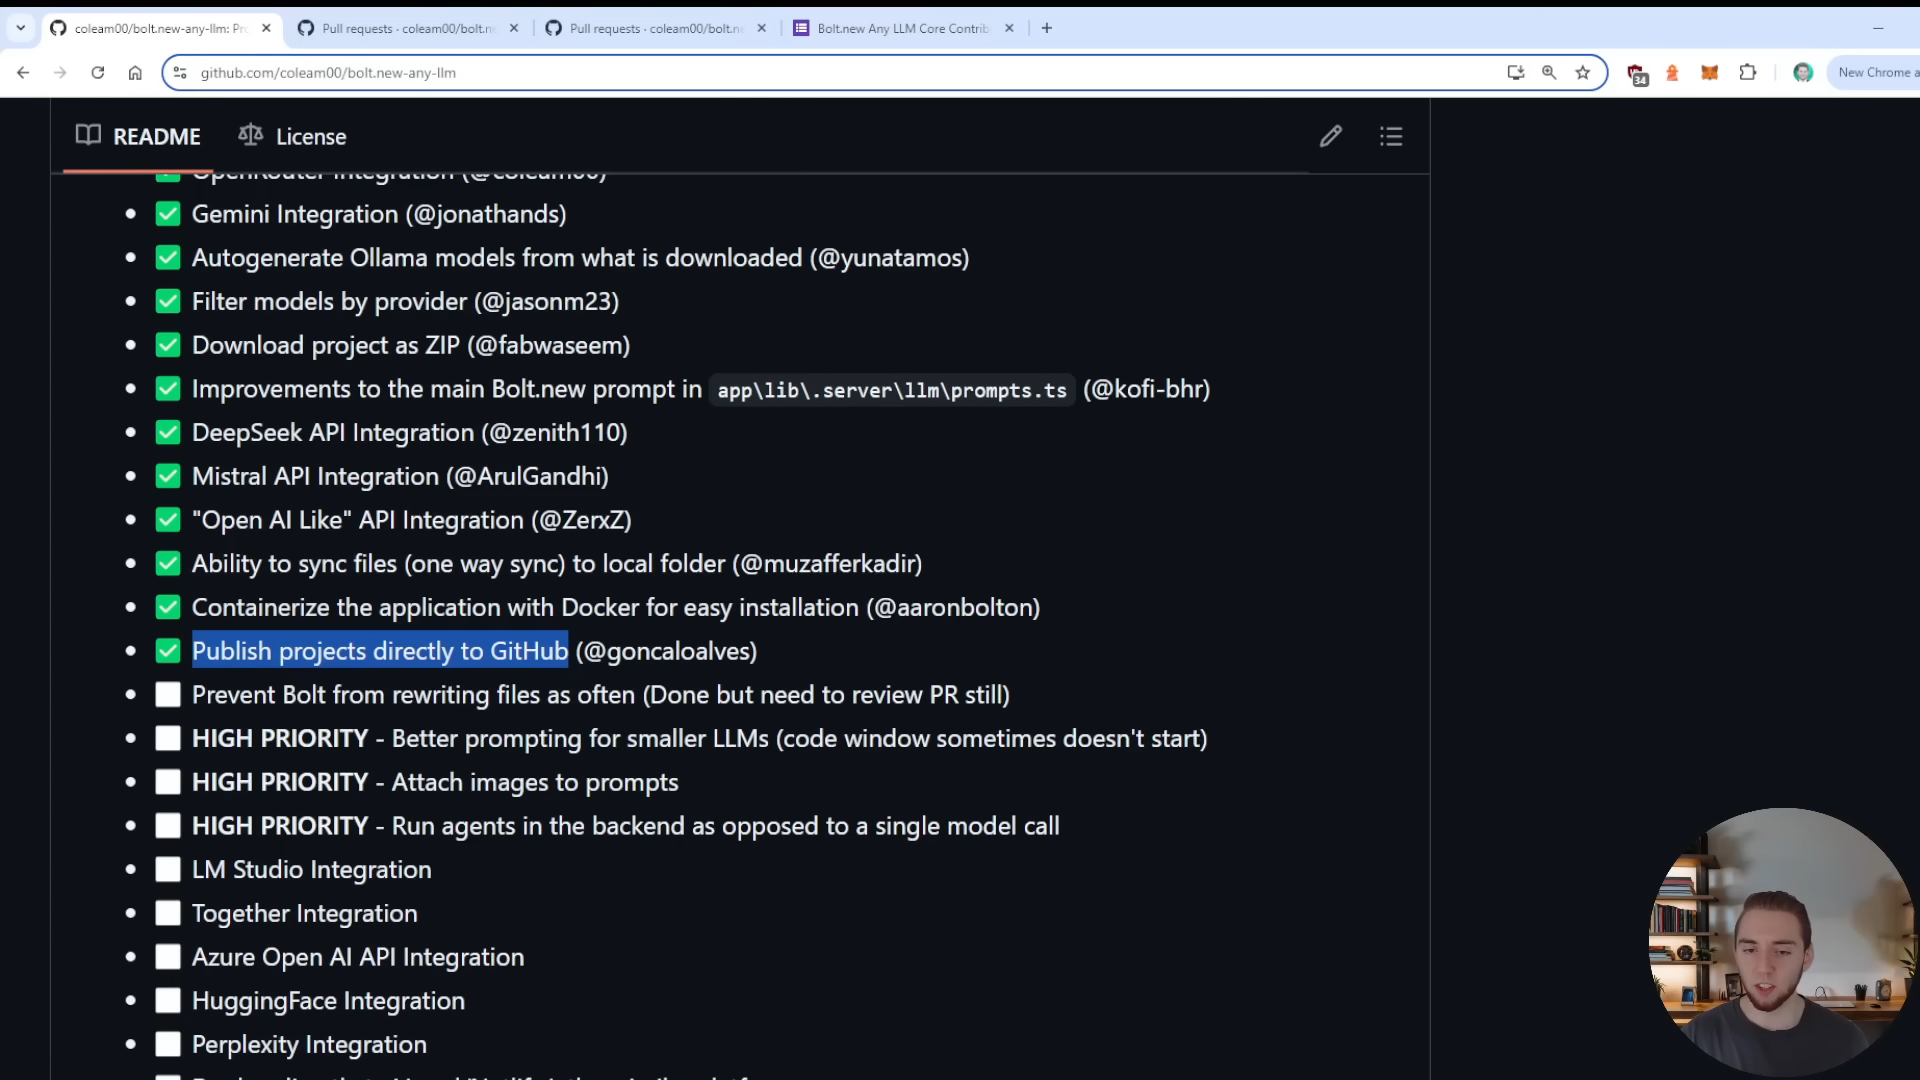 coleam00/bolt.new-any-llm: Pr
Pull requests · coleam00/bolt.n
Pull requests · coleam00/bolt.ne
Bolt.new Any LLM Core Contrib
github.com/coleam00/bolt.new-any-llm
34
New Chrome a
README
License
OpenRouter Integration (@coleam00)
Gemini Integration (@jonathands)
Autogenerate Ollama models from what is downloaded (@yunatamos)
Filter models by provider (@jasonm23)
Download project as ZIP (@fabwaseem)
Improvements to the main Bolt.new prompt in app\lib\.server\llm\prompts.ts (@kofi-bhr)
DeepSeek API Integration (@zenith110)
Mistral API Integration (@ArulGandhi)
"Open AI Like" API Integration (@ZerxZ)
Ability to sync files (one way sync) to local folder (@muzafferkadir)
Containerize the application with Docker for easy installation (@aaronbolton)
Publish projects directly to GitHub (@goncaloalves)
Prevent Bolt from rewriting files as often (Done but need to review PR still)
HIGH PRIORITY - Better prompting for smaller LLMs (code window sometimes doesn't start)
HIGH PRIORITY - Attach images to prompts
HIGH PRIORITY - Run agents in the backend as opposed to a single model call
LM Studio Integration
Together Integration
Azure Open AI API Integration
HuggingFace Integration
Perplexity Integration